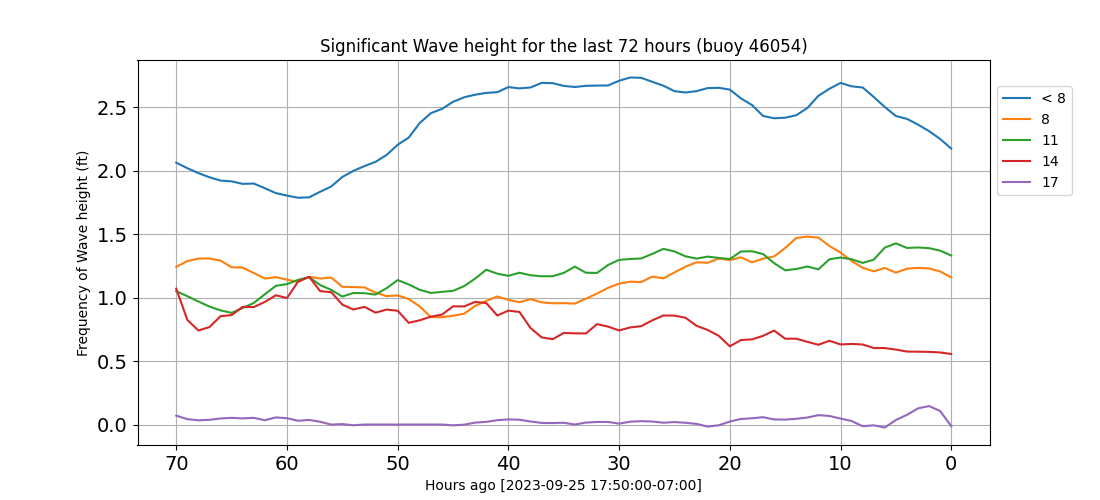 Significant Wave height for the last 72 hours (buoy 46054)
Frequency of Wave height (ft)
2.5
2.0
1.5
1.0
0.5
0.0
70 60 50 40 30 20 10 0
Hours ago [2023-09-25 17:50:00-07:00]
< 8
8
11
14
17